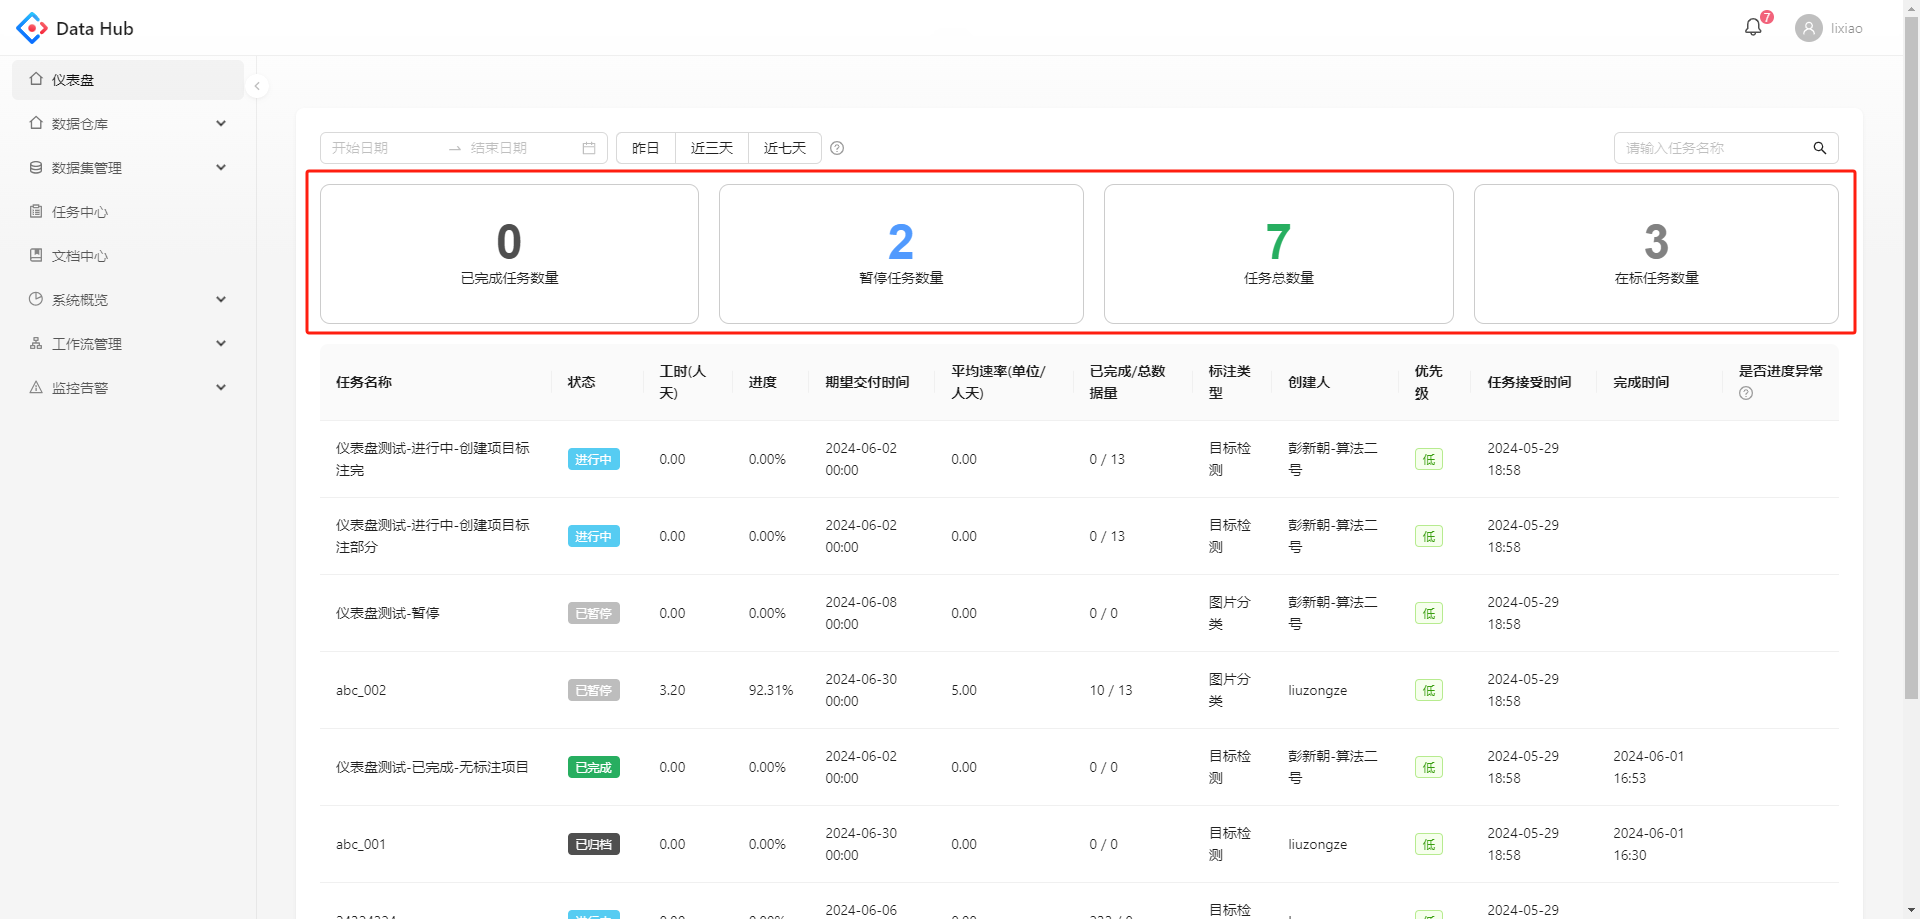 Data Hub
7
lixiao
仪表盘
数据仓库
数据集管理
任务中心
文档中心
系统概览
工作流管理
监控告警
开始日期 → 结束日期
昨日 近三天 近七天
请输入任务名称
0
已完成任务数量
2
暂停任务数量
7
任务总数量
3
在标任务数量
任务名称 状态 工时(人天) 进度 期望交付时间 平均速率(单位/人天) 已完成/总数据量 标注类型 创建人 优先级 任务接受时间 完成时间 是否进度异常
仪表盘测试-进行中-创建项目标注完 进行中 0.00 0.00% 2024-06-02 00:00 0.00 0 / 13 目标检测 彭新朝-算法二号 低 2024-05-29 18:58
仪表盘测试-进行中-创建项目标注部分 进行中 0.00 0.00% 2024-06-02 00:00 0.00 0 / 13 目标检测 彭新朝-算法二号 低 2024-05-29 18:58
仪表盘测试-暂停 已暂停 0.00 0.00% 2024-06-08 00:00 0.00 0 / 0 图片分类 彭新朝-算法二号 低 2024-05-29 18:58
abc_002 已暂停 3.20 92.31% 2024-06-30 00:00 5.00 10 / 13 图片分类 liuzongze 低 2024-05-29 18:58
仪表盘测试-已完成-无标注项目 已完成 0.00 0.00% 2024-06-02 00:00 0.00 0 / 0 目标检测 彭新朝-算法二号 低 2024-05-29 18:58 2024-06-01 16:53
abc_001 已归档 0.00 0.00% 2024-06-30 00:00 0.00 0 / 0 目标检测 liuzongze 低 2024-05-29 18:58 2024-06-01 16:30
进行中 0.00 0.00% 2024-06-06 0.00 目标检 2024-05-29